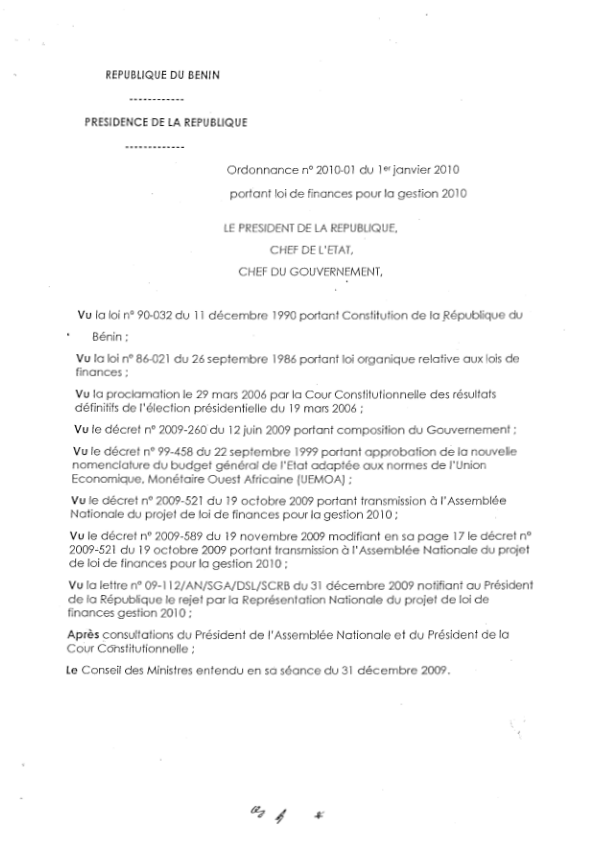 REPUBLIQUE DU BENIN
------------
PRESIDENCE DE LA REPUBLIQUE
-------------
Ordonnance n° 2010-01 du 1er janvier 2010
portant loi de finances pour la gestion 2010
LE PRESIDENT DE LA REPUBLIQUE,
CHEF DE L'ETAT,
CHEF DU GOUVERNEMENT,
Vu la loi n° 90-032 du 11 décembre 1990 portant Constitution de la République du
Bénin ;
Vu la loi n° 86-021 du 26 septembre 1986 portant loi organique relative aux lois de
finances ;
Vu la proclamation le 29 mars 2006 par la Cour Constitutionnelle des résultats
définitifs de l'élection présidentielle du 19 mars 2006 ;
Vu le décret n° 2009-260 du 12 juin 2009 portant composition du Gouvernement ;
Vu le décret n° 99-458 du 22 septembre 1999 portant approbation de la nouvelle
nomenclature du budget général de l'Etat adaptée aux normes de l'Union
Economique, Monétaire Ouest Africaine (UEMOA) ;
Vu le décret n° 2009-521 du 19 octobre 2009 portant transmission à l'Assemblée
Nationale du projet de loi de finances pour la gestion 2010 ;
Vu le décret n° 2009-589 du 19 novembre 2009 modifiant en sa page 17 le décret n°
2009-521 du 19 octobre 2009 portant transmission à l'Assemblée Nationale du projet
de loi de finances pour la gestion 2010 ;
Vu la lettre n° 09-112/AN/SGA/DSL/SCRB du 31 décembre 2009 notifiant au Président
de la République le rejet par la Représentation Nationale du projet de loi de
finances gestion 2010 ;
Après consultations du Président de l'Assemblée Nationale et du Président de la
Cour Constitutionnelle ;
Le Conseil des Ministres entendu en sa séance du 31 décembre 2009.